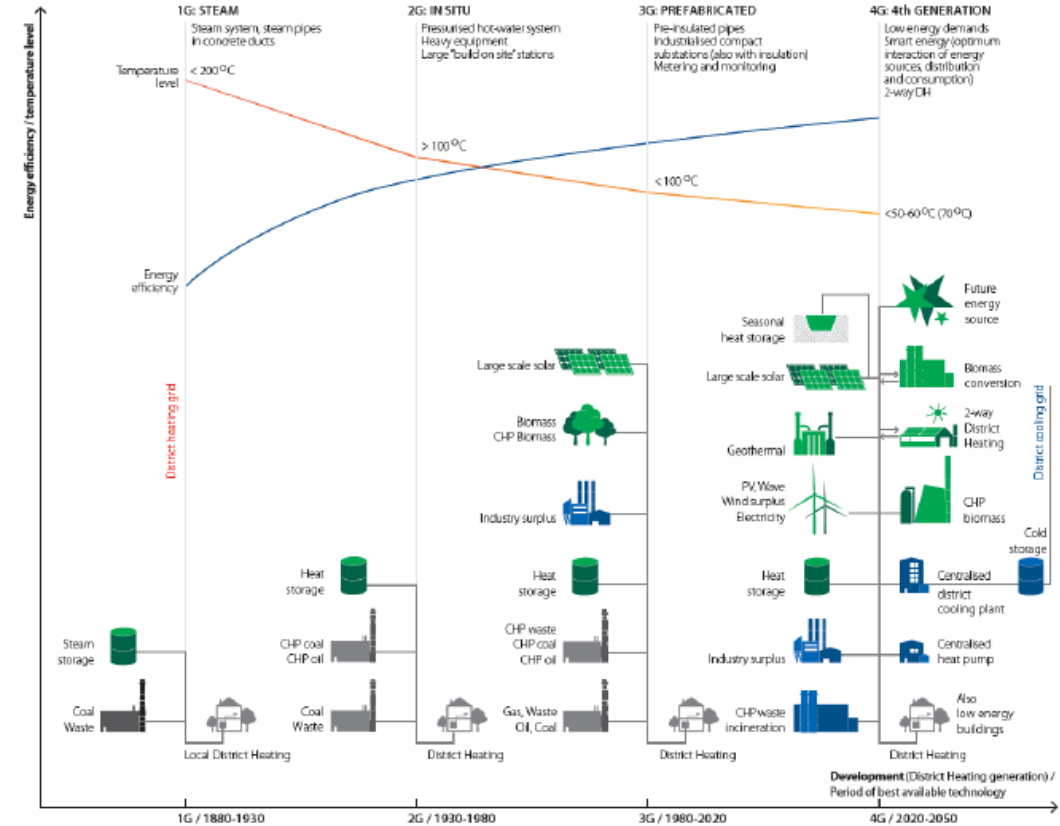 1G: STEAM
Steam system, steam pipes
in concrete ducts
2G: IN SITU
Pressurised hot-water system
Heavy equipment
Large "build on site" stations
3G: PREFABRICATED
Pre-insulated pipes
Industrialised compact
substations (also with insulation)
Metering and monitoring
4G: 4th GENERATION
Low energy demands
Smart energy (optimum
interaction of energy
sources, distribution
and consumption)
2-way DH
Energy efficiency / temperature level
Temperature
level
< 200 °C
> 100 °C
< 100 °C
<50-60 °C (70 °C)
Energy
efficiency
District heating grid
District cooling grid
Steam
storage
Coal
Waste
Local District Heating
Heat
storage
CHP coal
CHP oil
Coal
Waste
District Heating
Large scale solar
Biomass
CHP Biomass
Industry surplus
Heat
storage
CHP waste
CHP coal
CHP oil
Gas, Waste
Oil, Coal
District Heating
Seasonal
heat storage
Large scale solar
Geothermal
PV, Wave
Wind surplus
Electricity
Heat
storage
Industry surplus
CHP waste
incineration
Future
energy
source
Biomass
conversion
2-way
District
Heating
CHP
biomass
Cold
storage
Centralised
district
cooling plant
Centralised
heat pump
Also
low energy
buildings
District Heating
Development (District Heating generation) /
Period of best available technology
1G / 1880-1930
2G / 1930-1980
3G / 1980-2020
4G / 2020-2050